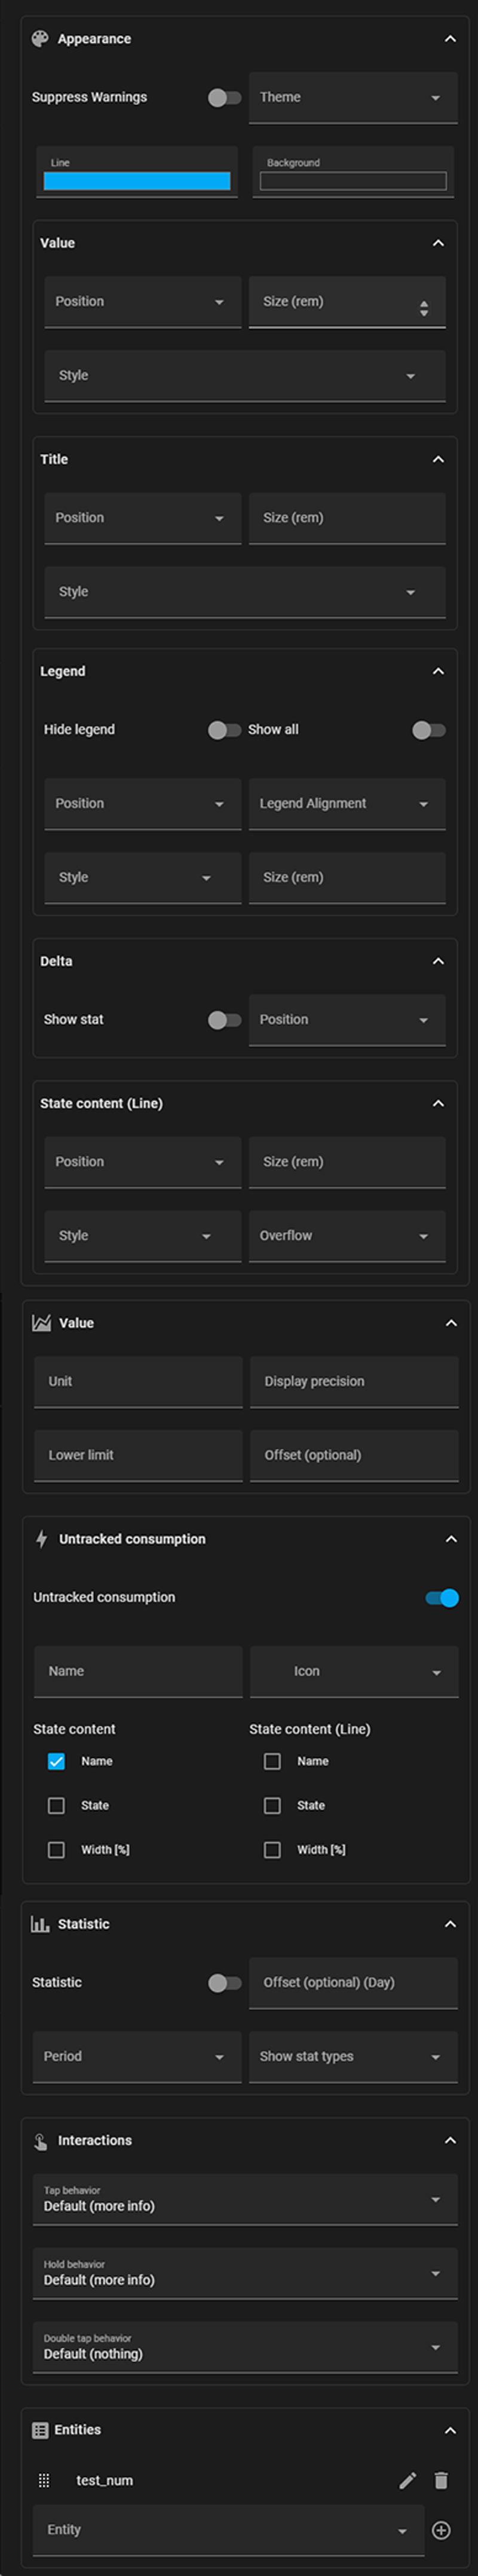 Appearance
Suppress Warnings Theme
Line Background
Value
Position Size (rem)
Style
Title
Position Size (rem)
Style
Legend
Hide legend Show all
Position Legend Alignment
Style Size (rem)
Delta
Show stat Position
State content (Line)
Position Size (rem)
Style Overflow
Value
Unit Display precision
Lower limit Offset (optional)
Untracked consumption
Untracked consumption
Name Icon
State content State content (Line)
Name Name
State State
Width [%] Width [%]
Statistic
Statistic Offset (optional) (Day)
Period Show stat types
Interactions
Tap behavior
Default (more info)
Hold behavior
Default (more info)
Double tap behavior
Default (nothing)
Entities
test_num
Entity